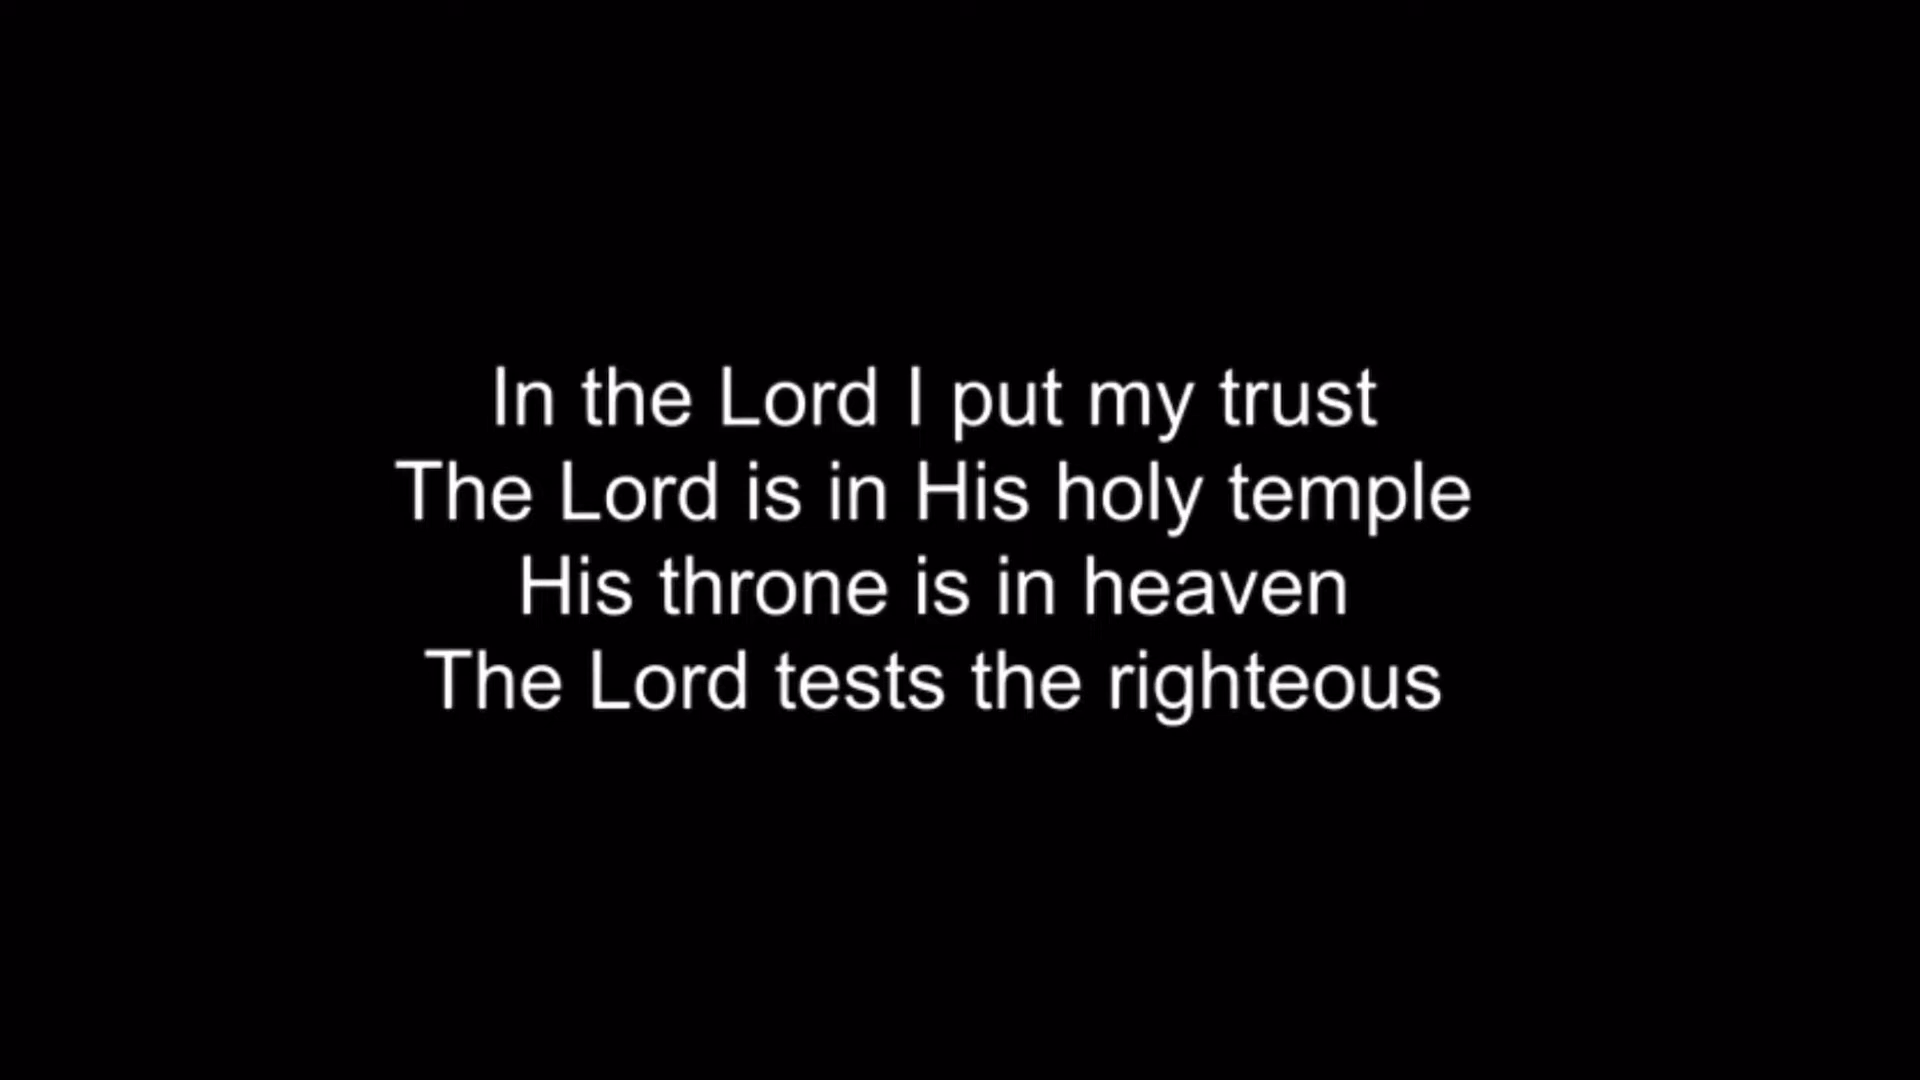 In the Lord I put my trust
The Lord is in His holy temple
His throne is in heaven
The Lord tests the righteous